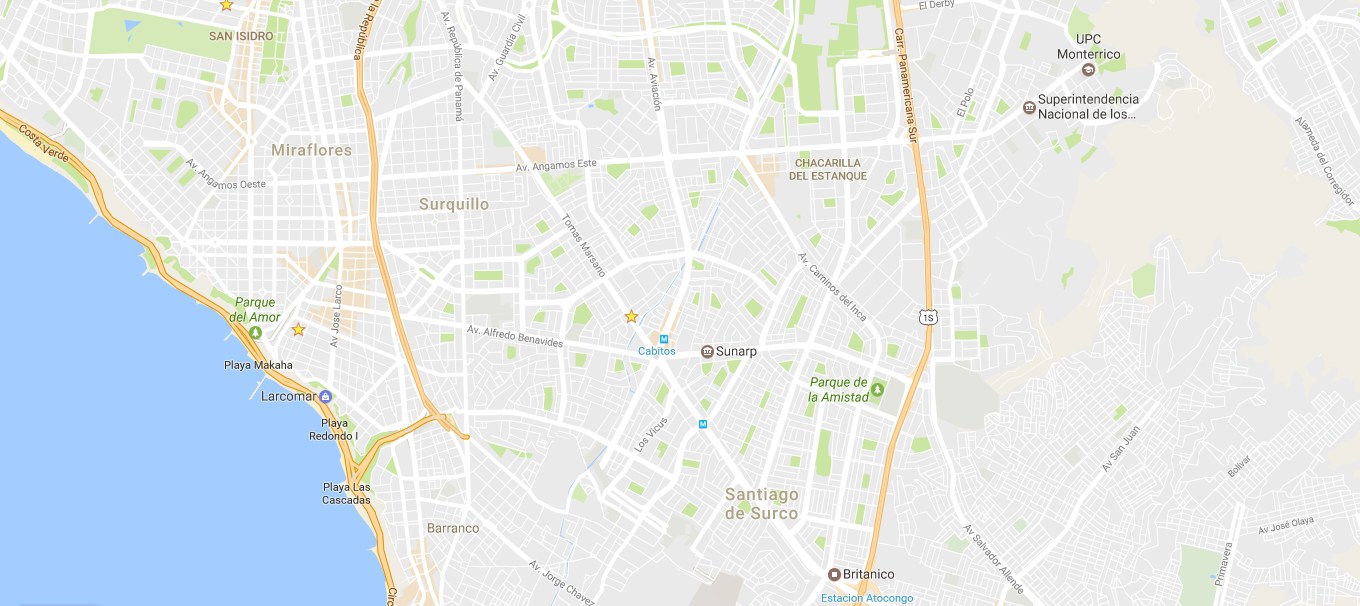 El Derby
SAN ISIDRO
Av. República de Panamá
Av. Guardia Civil
la República
Carr. Panamericana Sur
UPC
Monterrico
Av. Aviación
El Polo
Superintendencia
Nacional de los...
Costa Verde
Miraflores
Alameda del Corregidor
Av. Angamos Oeste
Av. Angamos Este
CHACARILLA
DEL ESTANQUE
Surquillo
Tomas Marsano
Av. Caminos del Inca
Parque
del Amor
Av Jose Larco
1S
Av. Alfredo Benavides
M
Cabitos
Sunarp
Playa Makaha
Parque de
la Amistad
Larcomar
Playa
Redondo I
Los Vicus
M
Av San Juan
Bolívar
Playa Las
Cascadas
Santiago
de Surco
Barranco
Av José Olaya
Av Salvador Allende
Primavera
Av. Jorge Chavez
Britanico
Estacion Atocongo
Circ